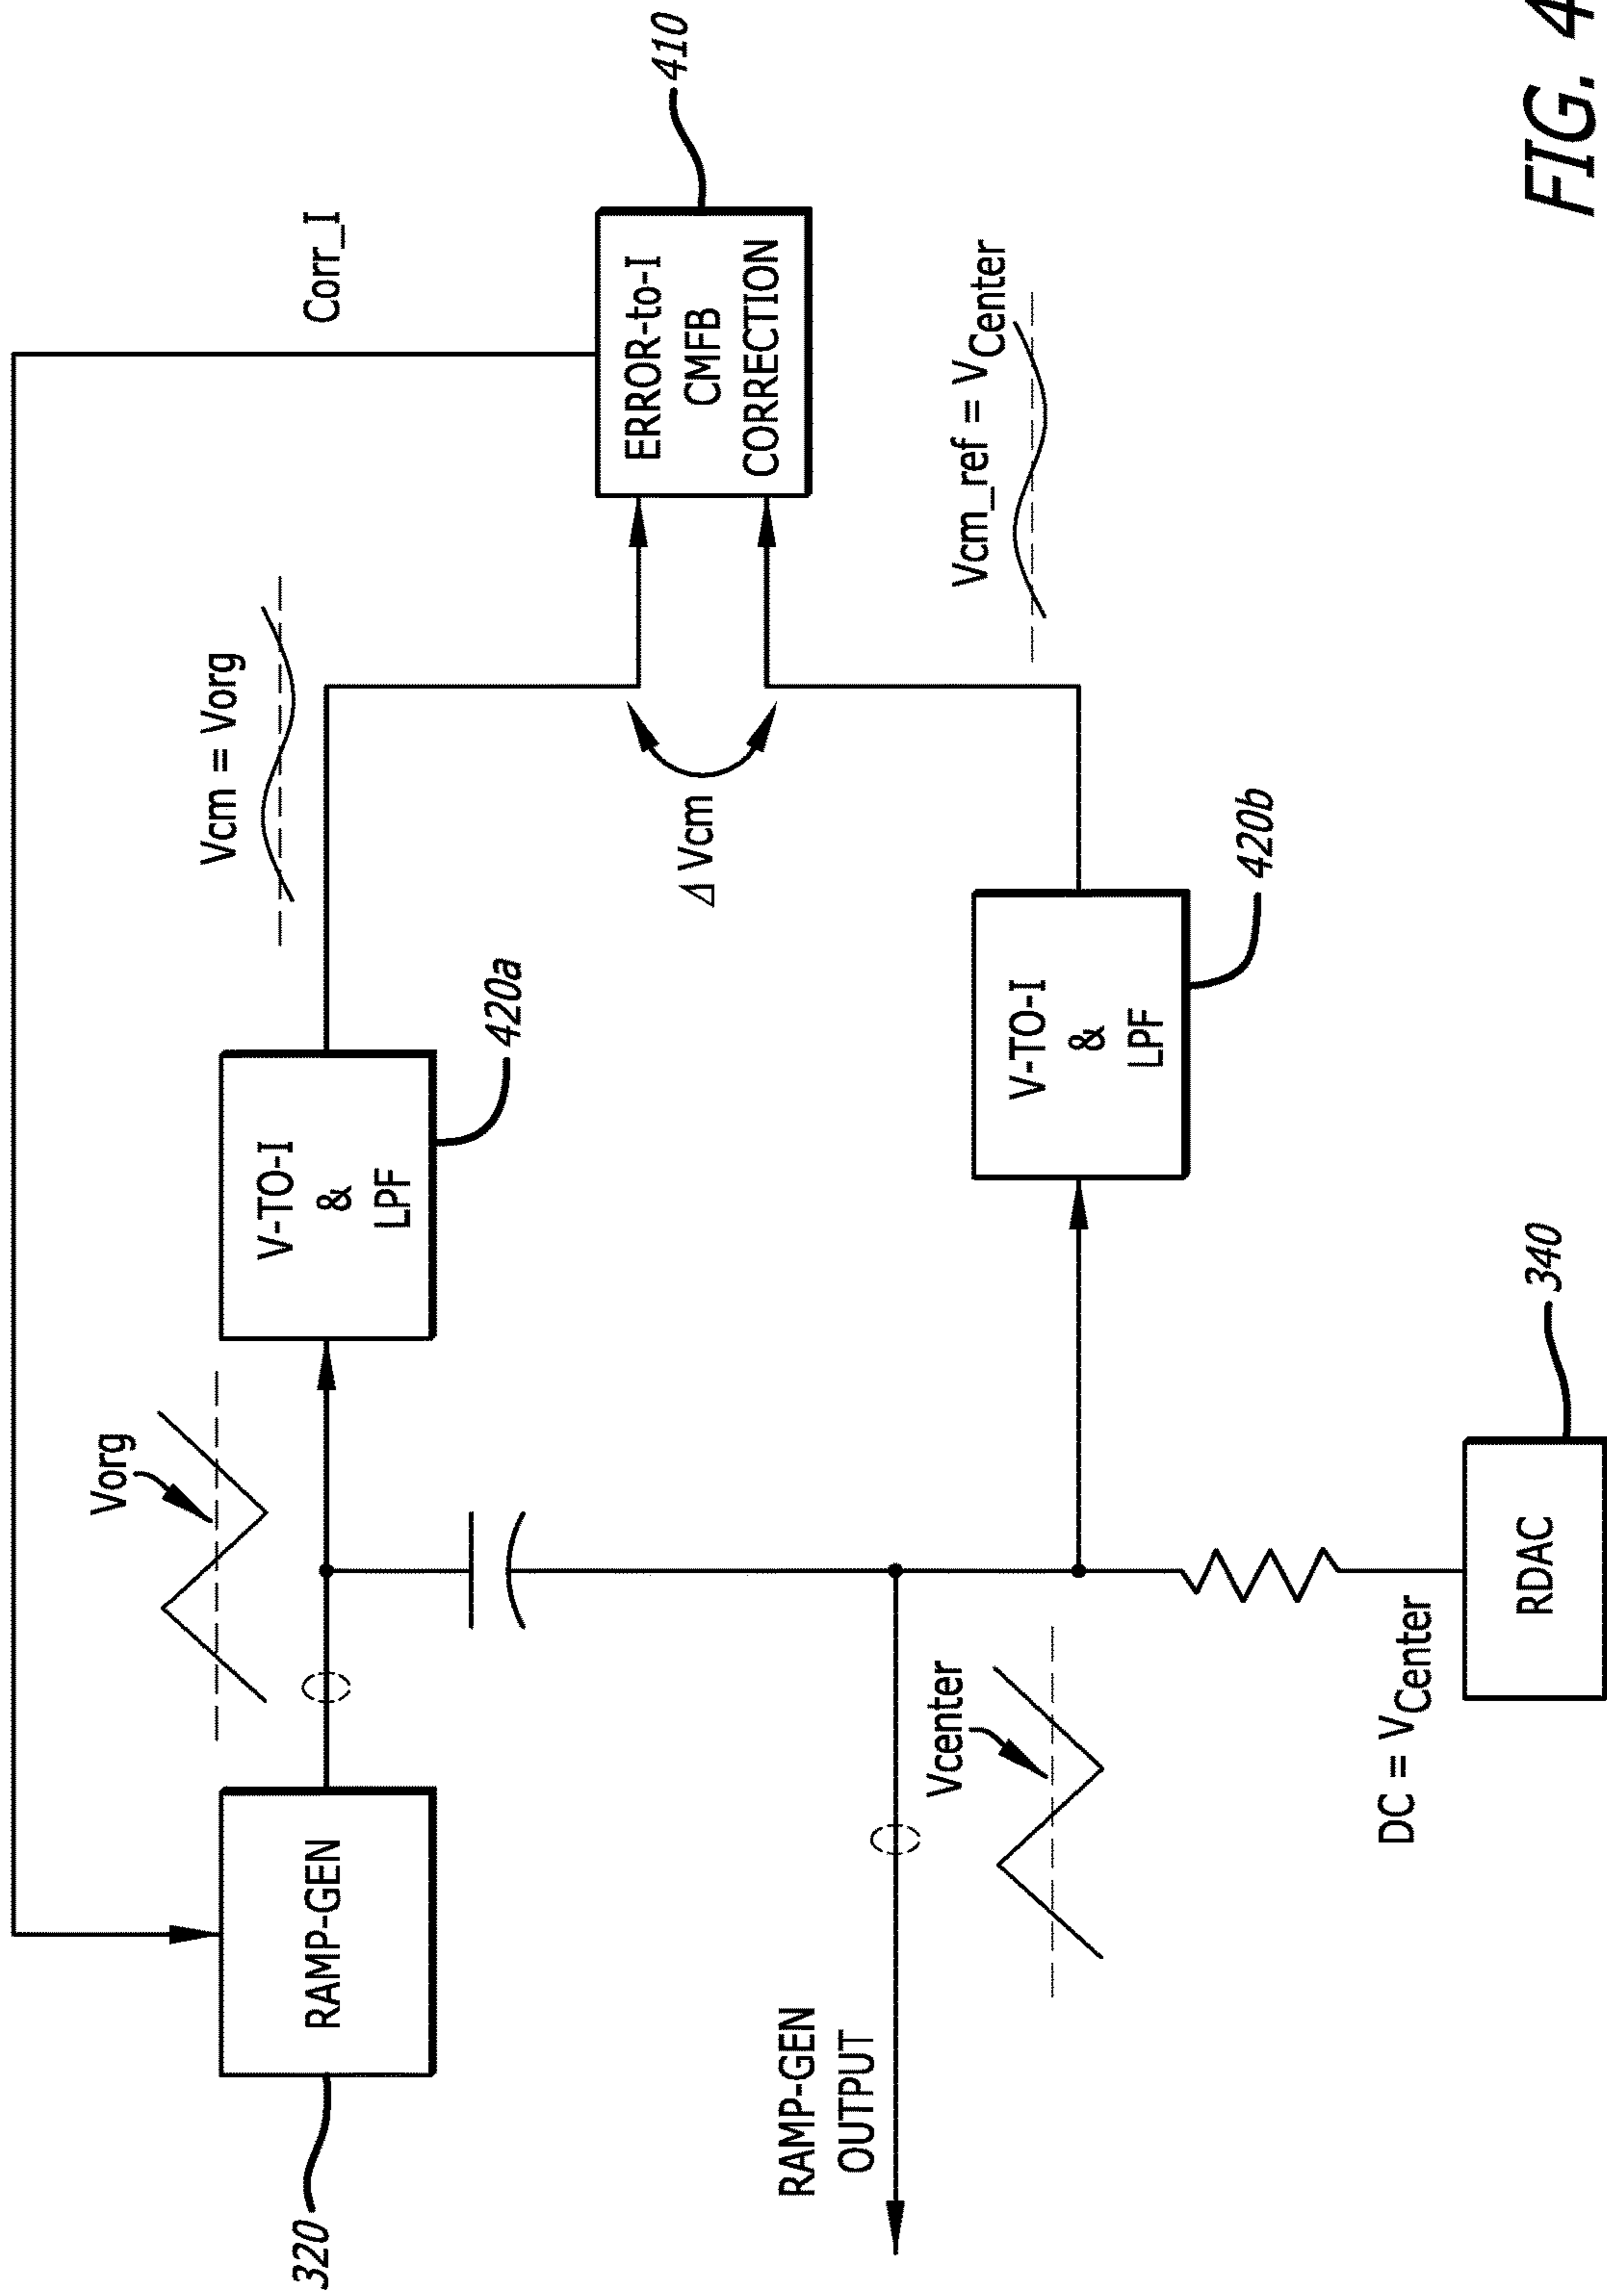 Corr_I
410
Vcm = Vorg
Vorg
ERROR-to-I
CMFB
CORRECTION
V-TO-I
&
LPF
420a
RAMP-GEN
320
Δ Vcm
Vcm_ref = VCenter
V-TO-I
&
LPF
420b
RAMP-GEN
OUTPUT
Vcenter
DC = VCenter
RDAC
340
FIG. 4